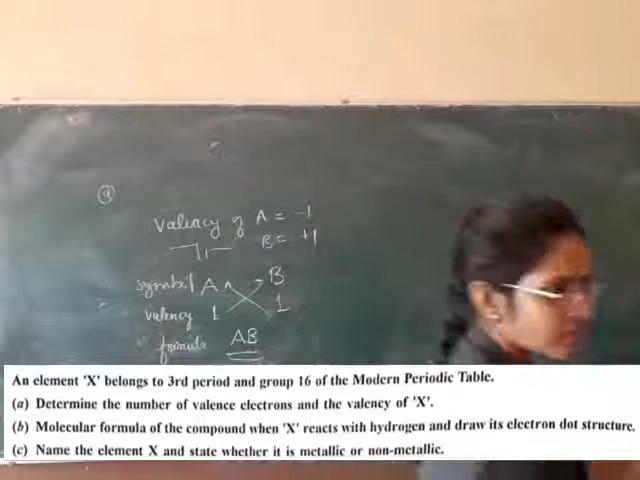 ④
Valency of A = -1
B = +1
—11—
symbol A B
valency 1 1
formula AB
An element 'X' belongs to 3rd period and group 16 of the Modern Periodic Table.
(a) Determine the number of valence electrons and the valency of 'X'.
(b) Molecular formula of the compound when 'X' reacts with hydrogen and draw its electron dot structure.
(c) Name the element X and state whether it is metallic or non-metallic.